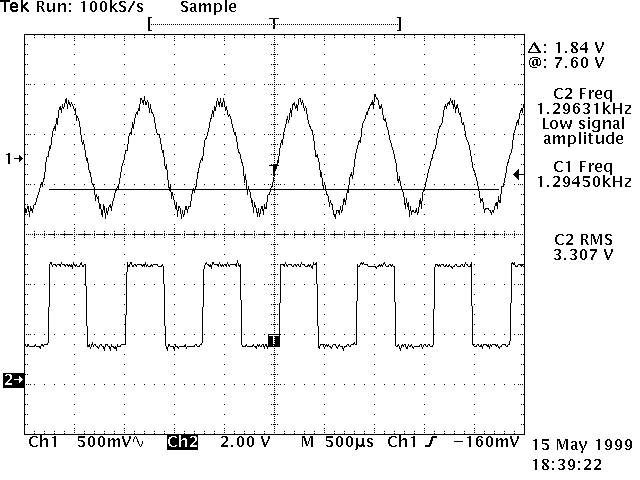 Tek Run: 100kS/s Sample
T
Δ: 1.84 V
@: 7.60 V
C2 Freq
1.29631kHz
Low signal
amplitude
C1 Freq
1.29450kHz
C2 RMS
3.307 V
1→
T
2→
Ch1 500mV∿ Ch2 2.00 V M 500µs Ch1 ƒ −160mV
15 May 1999
18:39:22